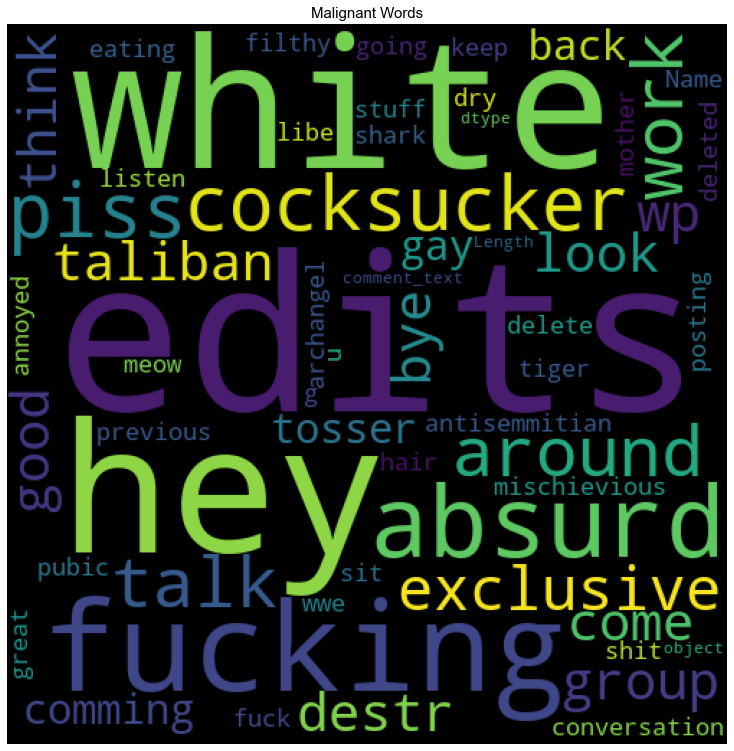 Malignant Words
white
edits
hey
fucking
cocksucker
absurd
think
eating
filthy
going
keep
back
work
Name
stuff
dry
dtype
libe
shark
mother
deleted
listen
piss
wp
taliban
gay
Length
look
comment_text
archangel
bye
annoyed
meow
u
delete
posting
tiger
g
good
previous
tosser
antisemmitian
around
hair
mischievious
pubic
talk
sit
exclusive
wwe
great
come
shit
object
group
comming
fuck
destr
conversation